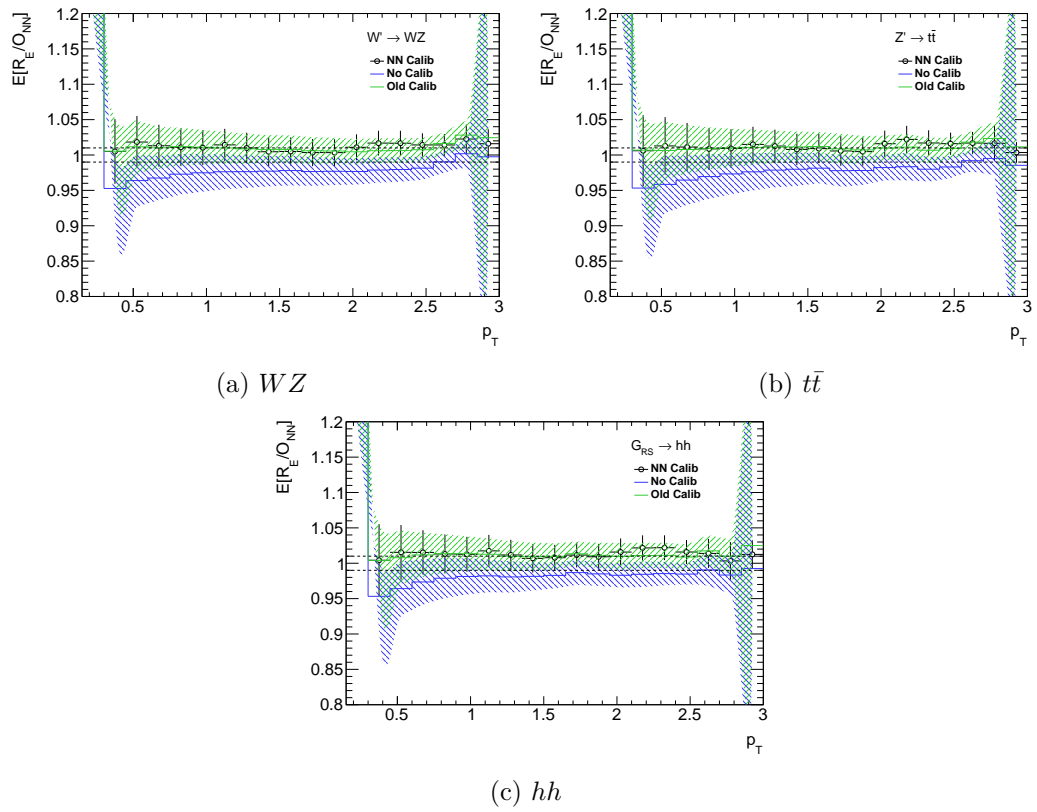 E[R_E/O_NN]
1.2
1.15
1.1
1.05
1
0.95
0.9
0.85
0.8
W' → WZ
NN Calib
No Calib
Old Calib
0.5 1 1.5 2 2.5 3
p_T
(a) WZ
E[R_E/O_NN]
1.2
1.15
1.1
1.05
1
0.95
0.9
0.85
0.8
Z' → tt̄
NN Calib
No Calib
Old Calib
0.5 1 1.5 2 2.5 3
p_T
(b) tt̄
E[R_E/O_NN]
1.2
1.15
1.1
1.05
1
0.95
0.9
0.85
0.8
G_RS → hh
NN Calib
No Calib
Old Calib
0.5 1 1.5 2 2.5 3
p_T
(c) hh